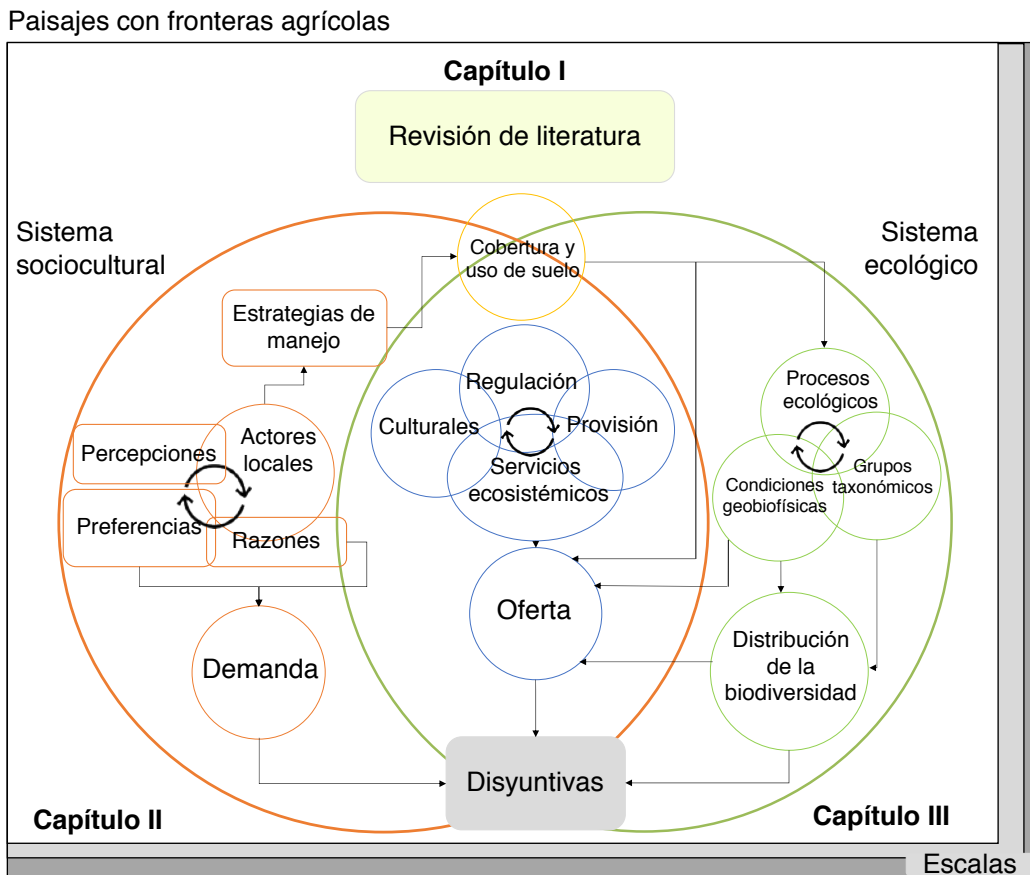 Paisajes con fronteras agrícolas
Capítulo I
Revisión de literatura
Sistema
sociocultural
Sistema
ecológico
Cobertura y
uso de suelo
Estrategias de
manejo
Regulación
Culturales
Provisión
Servicios
ecosistémicos
Procesos
ecológicos
Grupos
taxonómicos
Condiciones
geobiofísicas
Percepciones
Actores
locales
Preferencias
Razones
Oferta
Demanda
Distribución
de la
biodiversidad
Disyuntivas
Capítulo II
Capítulo III
Escalas